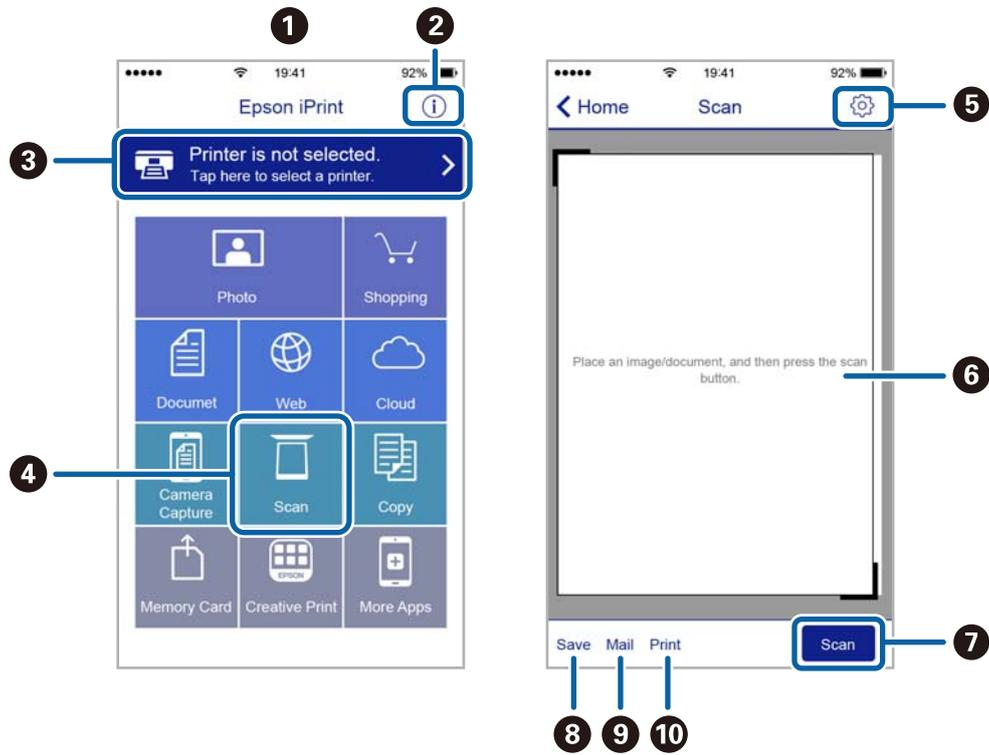 1
2
19:41
92%
Epson iPrint
i
3
Printer is not selected.
Tap here to select a printer.
Photo
Shopping
Documet
Web
Cloud
4
Camera
Capture
Scan
Copy
EPSON
Memory Card
Creative Print
More Apps
19:41
92%
Home
Scan
5
Place an image/document, and then press the scan
button.
6
Save
Mail
Print
Scan
7
8
9
10